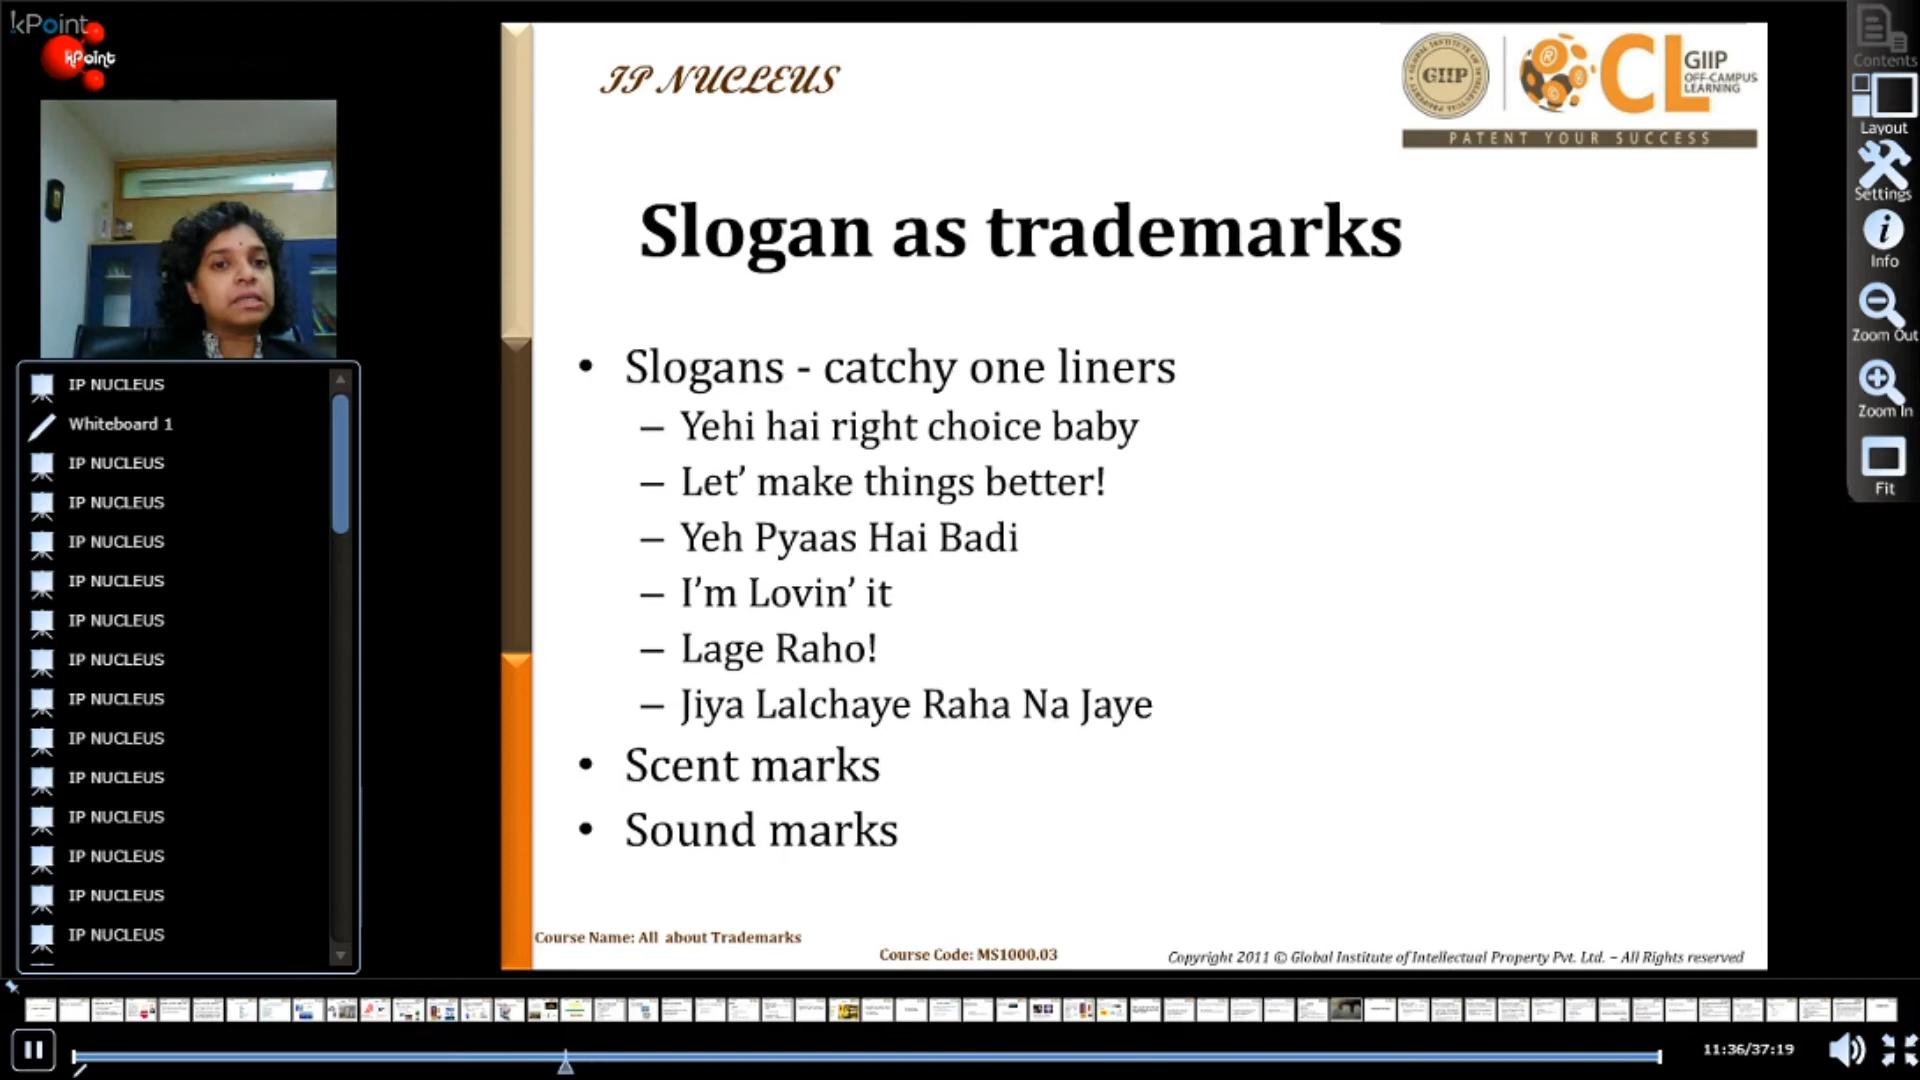 kPoint
kPoint
IP NUCLEUS
GIIP
CL
GIIP
OFF-CAMPUS
LEARNING
PATENT YOUR SUCCESS
Slogan as trademarks
• Slogans - catchy one liners
– Yehi hai right choice baby
– Let’ make things better!
– Yeh Pyaas Hai Badi
– I’m Lovin’ it
– Lage Raho!
– Jiya Lalchaye Raha Na Jaye
• Scent marks
• Sound marks
Course Name: All about Trademarks
Course Code: MS1000.03
Copyright 2011 © Global Institute of Intellectual Property Pvt. Ltd. – All Rights reserved
IP NUCLEUS
Whiteboard 1
IP NUCLEUS
IP NUCLEUS
IP NUCLEUS
IP NUCLEUS
IP NUCLEUS
IP NUCLEUS
IP NUCLEUS
IP NUCLEUS
IP NUCLEUS
IP NUCLEUS
IP NUCLEUS
IP NUCLEUS
IP NUCLEUS
Contents
Layout
Settings
Info
Zoom Out
Zoom In
Fit
11:36/37:19